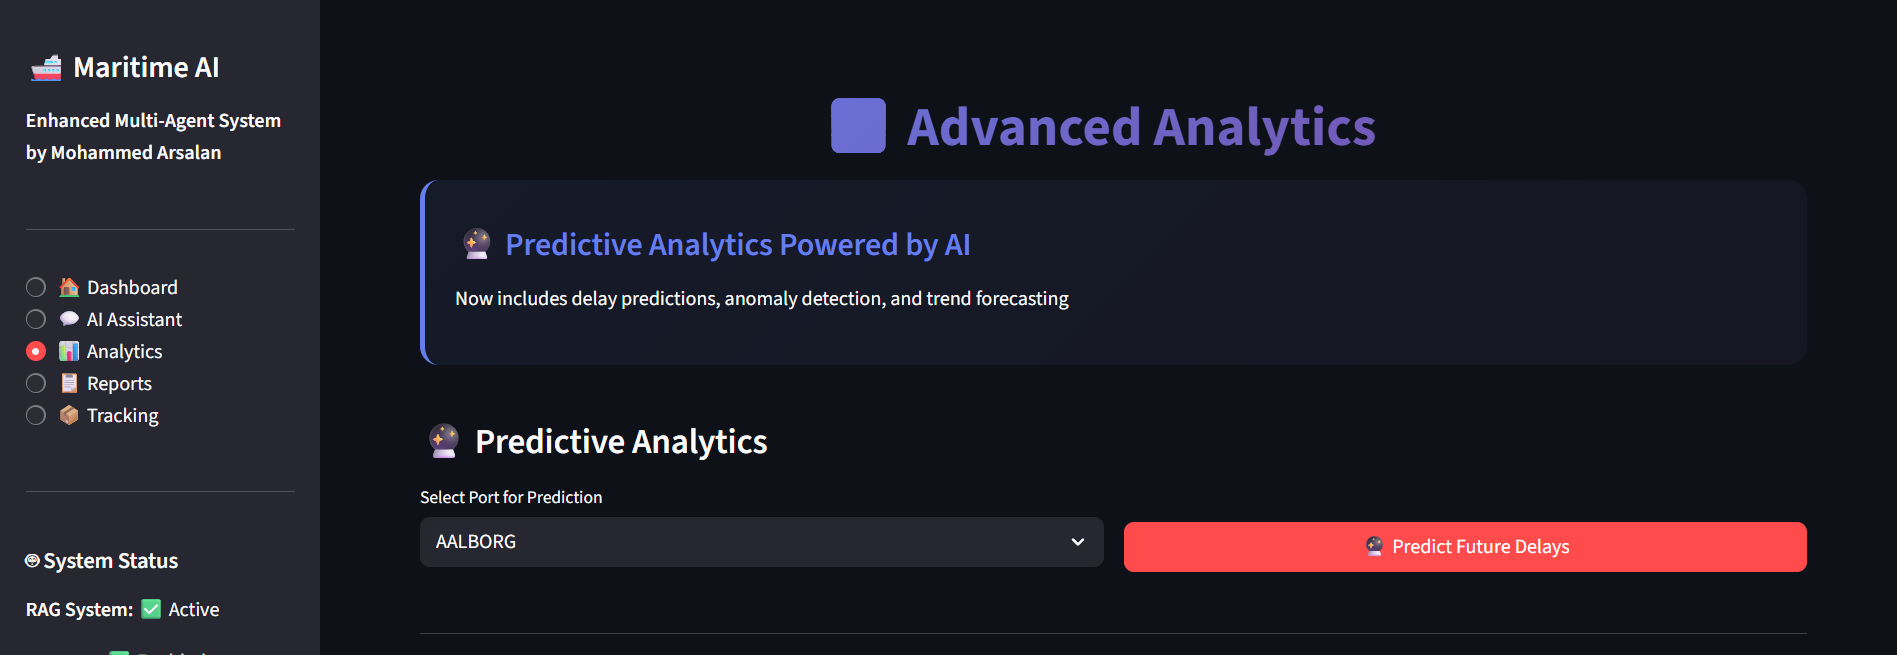 Maritime AI
Enhanced Multi-Agent System
by Mohammed Arsalan
Dashboard
AI Assistant
Analytics
Reports
Tracking
System Status
RAG System: ✅ Active
Advanced Analytics
Predictive Analytics Powered by AI
Now includes delay predictions, anomaly detection, and trend forecasting
Predictive Analytics
Select Port for Prediction
AALBORG
Predict Future Delays